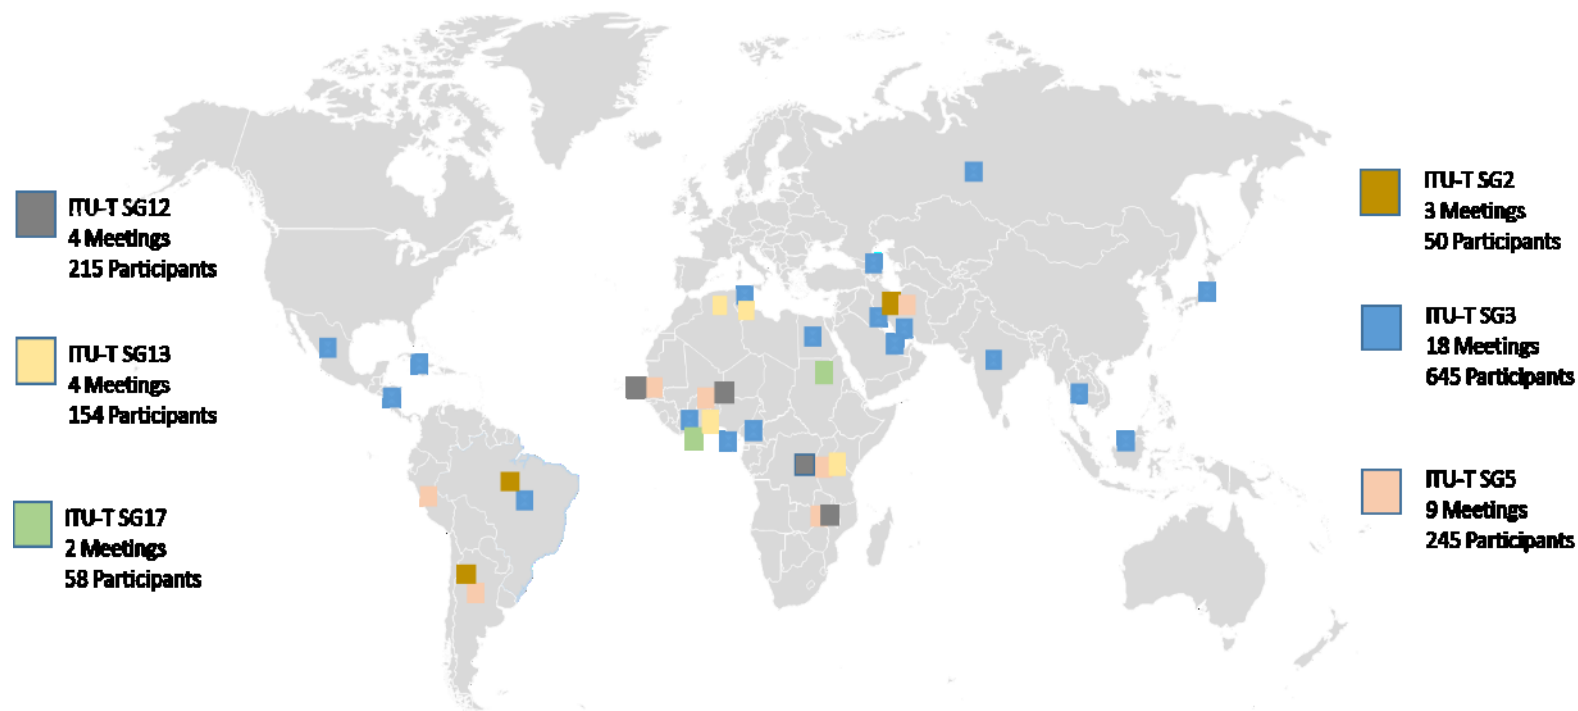 ITU-T SG12
4 Meetings
215 Participants
ITU-T SG13
4 Meetings
154 Participants
ITU-T SG17
2 Meetings
58 Participants
ITU-T SG2
3 Meetings
50 Participants
ITU-T SG3
18 Meetings
645 Participants
ITU-T SG5
9 Meetings
245 Participants